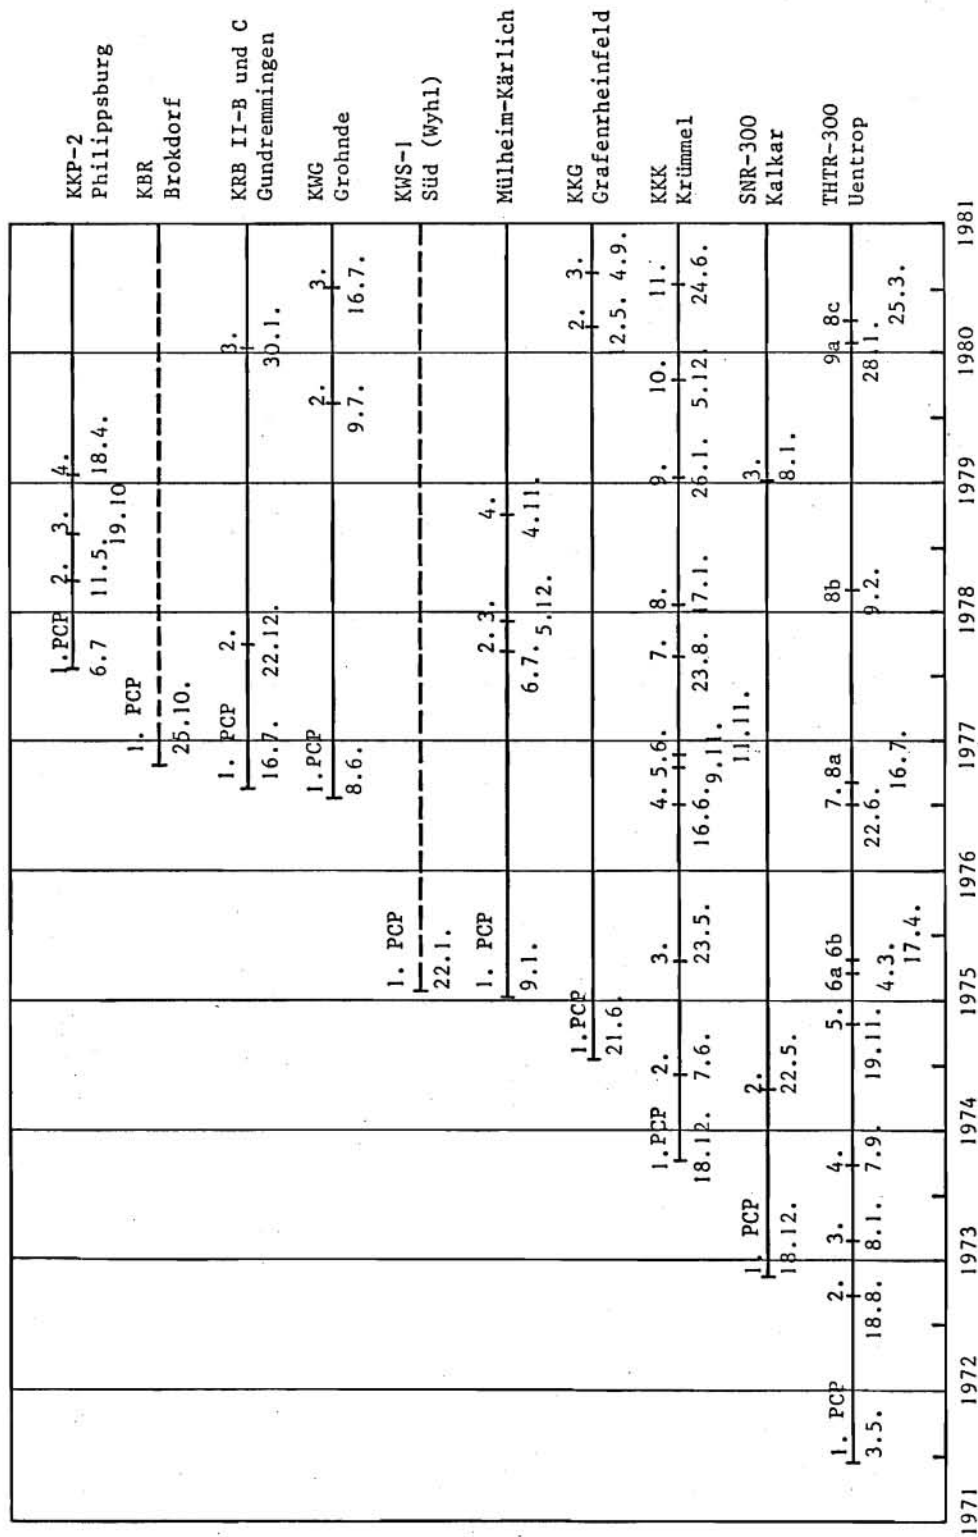 KKP-2
Philippsburg
1.PCP 2. 3. 4.
6.7 11.5. 19.10 18.4.
KBR
Brokdorf
1. PCP
25.10.
KRB II-B und C
Gundremmingen
1. PCP 2. 3.
16.7. 22.12. 30.1.
KWG
Grohnde
1.PCP 2. 3.
8.6. 9.7. 16.7.
KWS-1
Süd (Wyhl)
1. PCP
22.1.
Mülheim-Kärlich
1. PCP 2. 3. 4.
9.1. 6.7. 5.12. 4.11.
KKG
Grafenrheinfeld
1.PCP 2. 3.
21.6. 2.5. 4.9.
KKK
Krümmel
1.PCP 2. 3. 4. 5.6. 7. 8. 9. 10. 11.
18.12. 7.6. 23.5. 16.6. 9.11. 11.11. 23.8. 17.1. 26.1. 5.12. 24.6.
SNR-300
Kalkar
1. PCP 2. 3.
18.12. 22.5. 8.1.
THTR-300
Uentrop
1. PCP 2. 3. 4. 5. 6a 6b 7. 8a 8b 9a 8c
3.5. 18.8. 8.1. 7.9. 19.11. 4.3. 17.4. 22.6. 16.7. 9.2. 28.1. 25.3.
1971 1972 1973 1974 1975 1976 1977 1978 1979 1980 1981